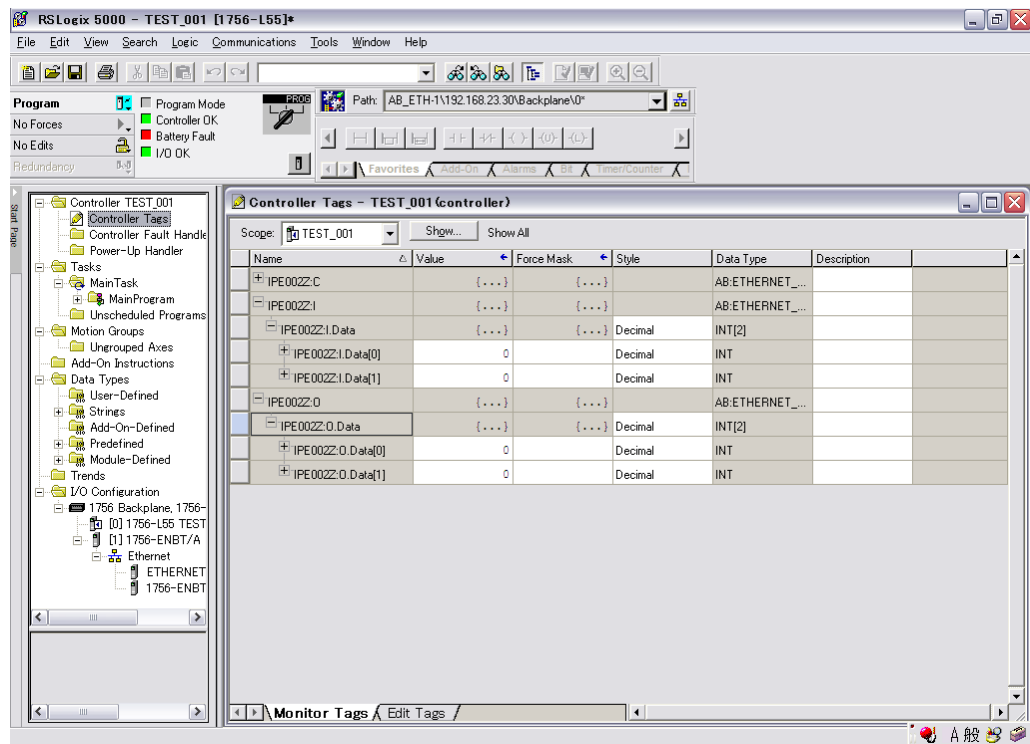 RSLogix 5000 - TEST_001 [1756-L55]*
File Edit View Search Logic Communications Tools Window Help
Program
No Forces
No Edits
Redundancy
Program Mode
Controller OK
Battery Fault
I/O OK
PROG
Path: AB_ETH-1\192.168.23.30\Backplane\0*
Favorites Add-On Alarms Bit Timer/Counter
Start Page
Controller TEST_001
Controller Tags
Controller Fault Handle
Power-Up Handler
Tasks
MainTask
MainProgram
Unscheduled Programs
Motion Groups
Ungrouped Axes
Add-On Instructions
Data Types
User-Defined
Strings
Add-On-Defined
Predefined
Module-Defined
Trends
I/O Configuration
1756 Backplane, 1756-
[0] 1756-L55 TEST
[1] 1756-ENBT/A
Ethernet
ETHERNET
1756-ENBT
Controller Tags - TEST_001(controller)
Scope: TEST_001 Show... Show All
Name Value Force Mask Style Data Type Description
IPE002Z:C {...} {...} AB:ETHERNET_...
IPE002Z:I {...} {...} AB:ETHERNET_...
IPE002Z:I.Data {...} {...} Decimal INT[2]
IPE002Z:I.Data[0] 0 Decimal INT
IPE002Z:I.Data[1] 0 Decimal INT
IPE002Z:O {...} {...} AB:ETHERNET_...
IPE002Z:O.Data {...} {...} Decimal INT[2]
IPE002Z:O.Data[0] 0 Decimal INT
IPE002Z:O.Data[1] 0 Decimal INT
Monitor Tags Edit Tags
A 般